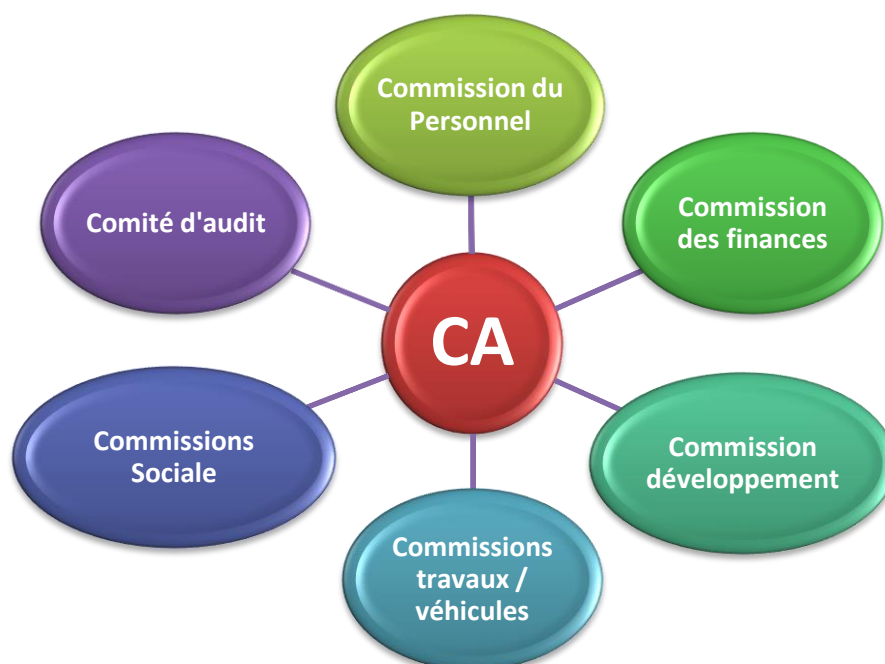 Commission du
Personnel
Comité d'audit
Commission
des finances
CA
Commissions
Sociale
Commission
développement
Commissions
travaux /
véhicules